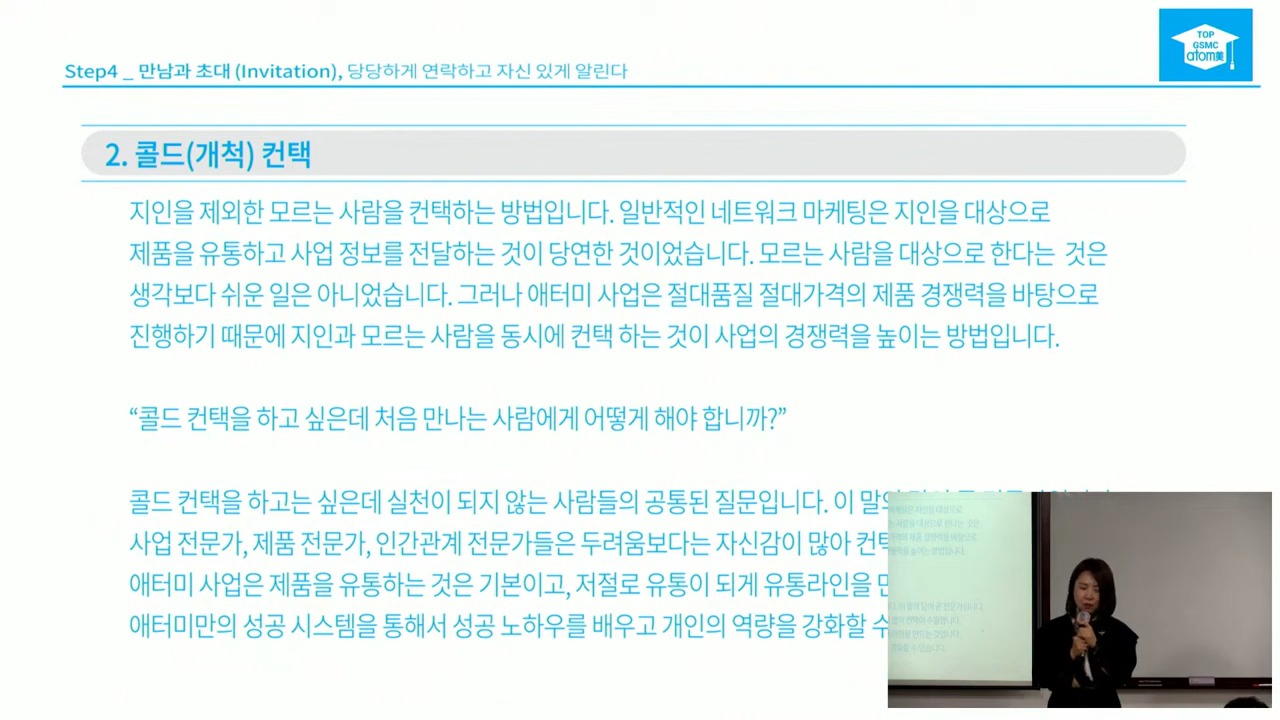 TOP
GSMC
atom美
Step4 _ 만남과 초대 (Invitation), 당당하게 연락하고 자신 있게 알린다
2. 콜드(개척) 컨택
지인을 제외한 모르는 사람을 컨택하는 방법입니다. 일반적인 네트워크 마케팅은 지인을 대상으로
제품을 유통하고 사업 정보를 전달하는 것이 당연한 것이었습니다. 모르는 사람을 대상으로 한다는 것은
생각보다 쉬운 일은 아니었습니다. 그러나 애터미 사업은 절대품질 절대가격의 제품 경쟁력을 바탕으로
진행하기 때문에 지인과 모르는 사람을 동시에 컨택 하는 것이 사업의 경쟁력을 높이는 방법입니다.
“콜드 컨택을 하고 싶은데 처음 만나는 사람에게 어떻게 해야 합니까?”
콜드 컨택을 하고는 싶은데 실천이 되지 않는 사람들의 공통된 질문입니다. 이 말의
사업 전문가, 제품 전문가, 인간관계 전문가들은 두려움보다는 자신감이 많아 컨택
애터미 사업은 제품을 유통하는 것은 기본이고, 저절로 유통이 되게 유통라인을
애터미만의 성공 시스템을 통해서 성공 노하우를 배우고 개인의 역량을 강화할 수